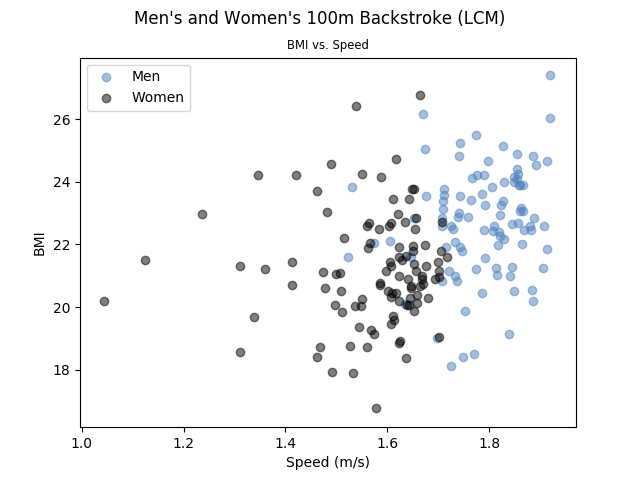 Men's and Women's 100m Backstroke (LCM)
BMI vs. Speed
Men
Women
26
24
22
20
18
BMI
1.0 1.2 1.4 1.6 1.8
Speed (m/s)